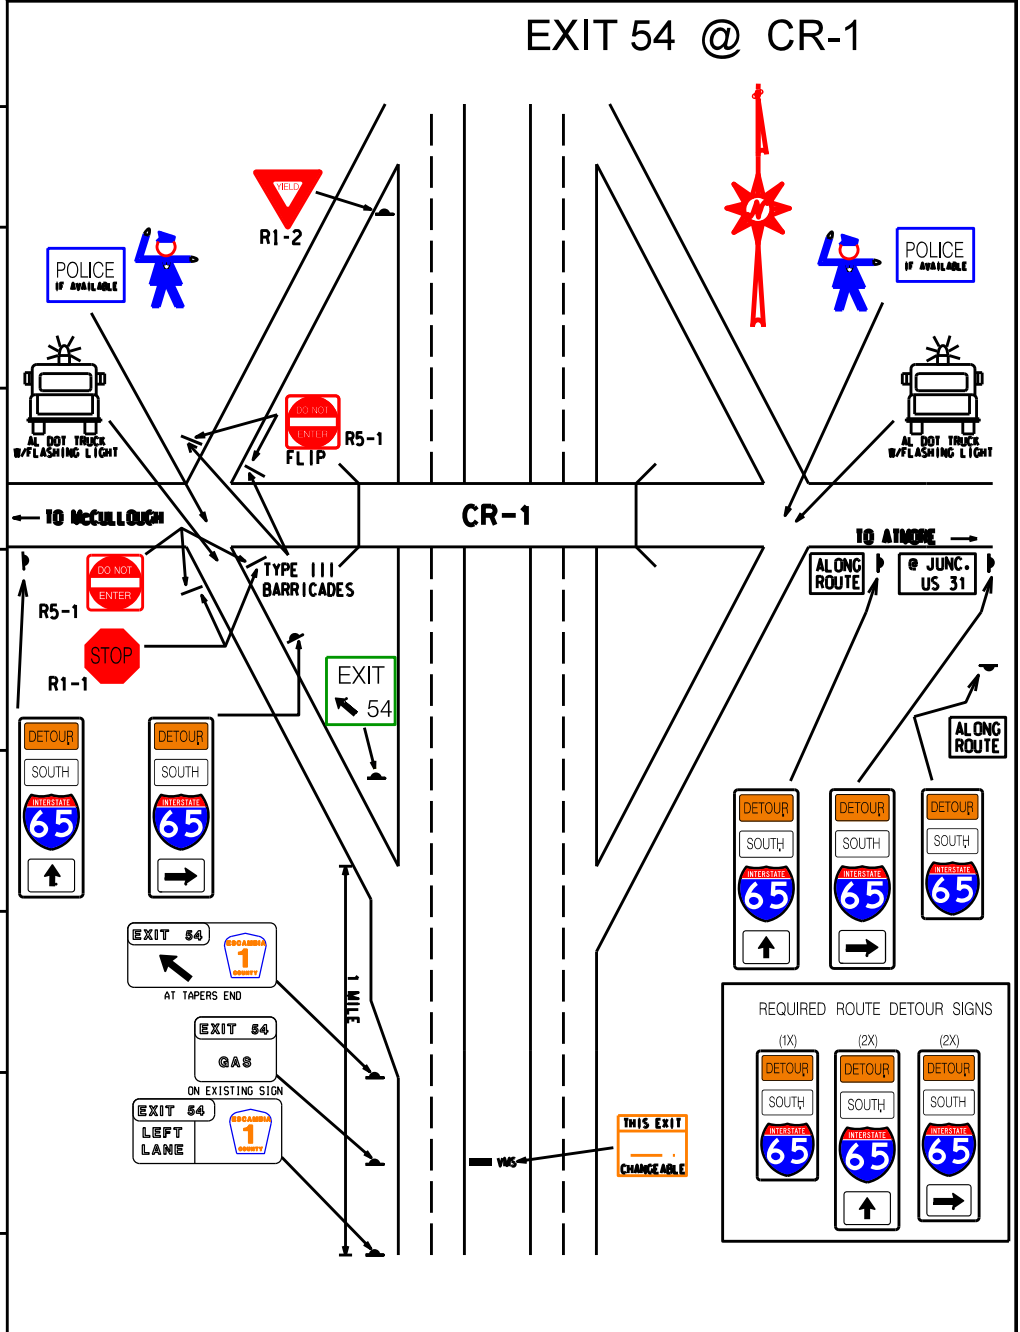 EXIT 54 @ CR-1
YIELD
R1-2
N
POLICE
IF AVAILABLE
POLICE
IF AVAILABLE
AL DOT TRUCK
W/FLASHING LIGHT
DO NOT
ENTER
R5-1
FLIP
AL DOT TRUCK
W/FLASHING LIGHT
TO McCULLOUGH
CR-1
TO ATMORE
DO NOT
ENTER
R5-1
TYPE III
BARRICADES
ALONG
ROUTE
@ JUNC.
US 31
STOP
R1-1
EXIT
54
ALONG
ROUTE
DETOUR
SOUTH
INTERSTATE
65
DETOUR
SOUTH
INTERSTATE
65
DETOUR
SOUTH
INTERSTATE
65
DETOUR
SOUTH
INTERSTATE
65
DETOUR
SOUTH
INTERSTATE
65
EXIT 54
ESCAMBIA
1
COUNTY
AT TAPERS END
1 MILE
EXIT 54
GAS
ON EXISTING SIGN
EXIT 54
LEFT
LANE
ESCAMBIA
1
COUNTY
VMS
THIS EXIT
CHANGEABLE
REQUIRED ROUTE DETOUR SIGNS
(1X)
(2X)
(2X)
DETOUR
SOUTH
INTERSTATE
65
DETOUR
SOUTH
INTERSTATE
65
DETOUR
SOUTH
INTERSTATE
65